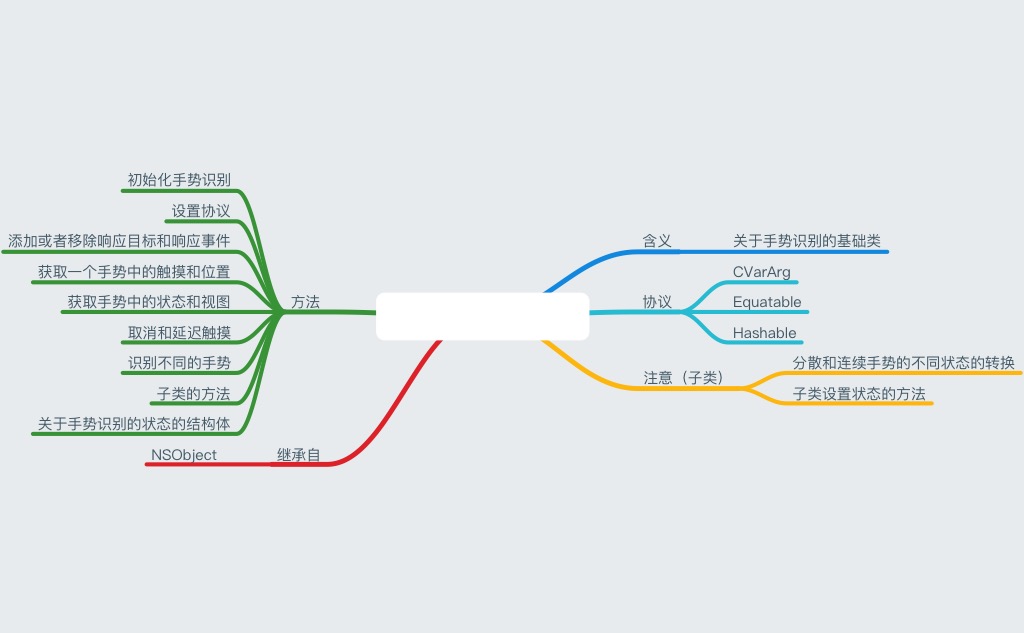 初始化手势识别
设置协议
添加或者移除响应目标和响应事件
获取一个手势中的触摸和位置
获取手势中的状态和视图
取消和延迟触摸
识别不同的手势
子类的方法
关于手势识别的状态的结构体
方法
NSObject
继承自
含义
关于手势识别的基础类
协议
CVarArg
Equatable
Hashable
注意（子类）
分散和连续手势的不同状态的转换
子类设置状态的方法